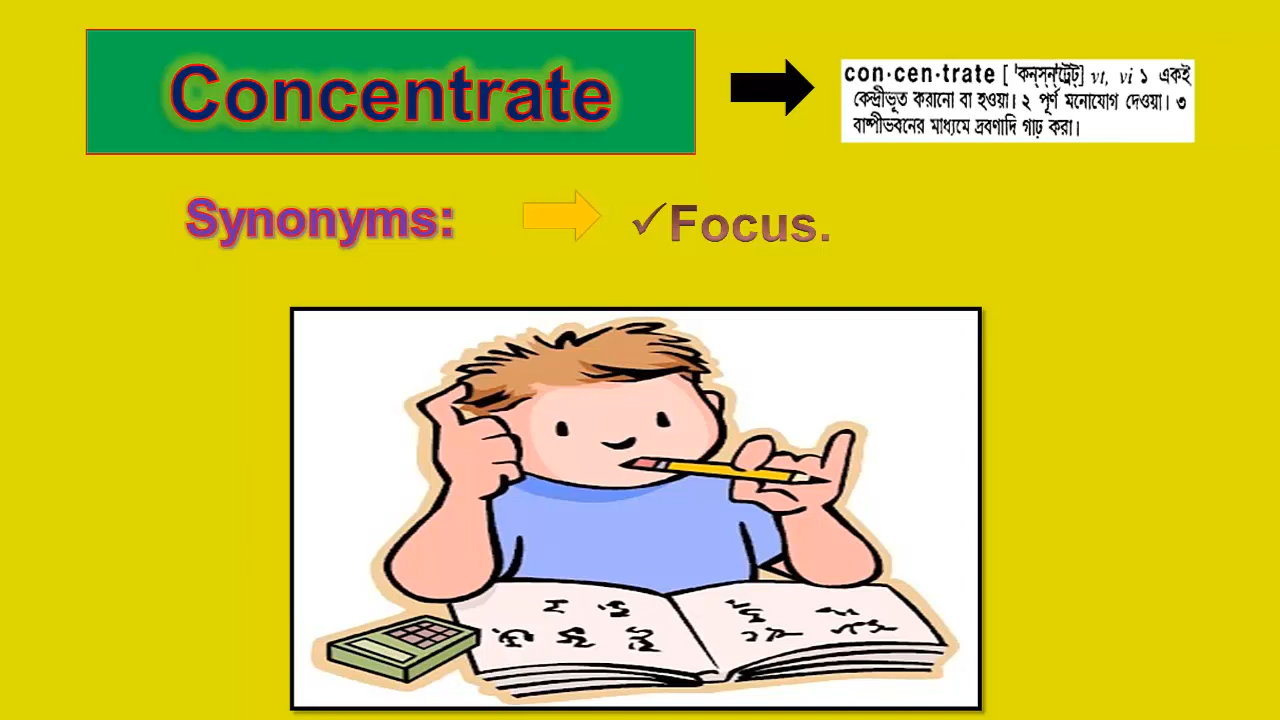 Concentrate
con·cen·trate [ 'কন্‌স্‌ন্'ট্রেট্] vt, vi ১ একই
কেন্দ্রীভূত করানো বা হওয়া। ২ পূর্ণ মনোযোগ দেওয়া। ৩
বাষ্পীভবনের মাধ্যমে দ্রবণাদি গাঢ় করা।
Synonyms:
✓Focus.